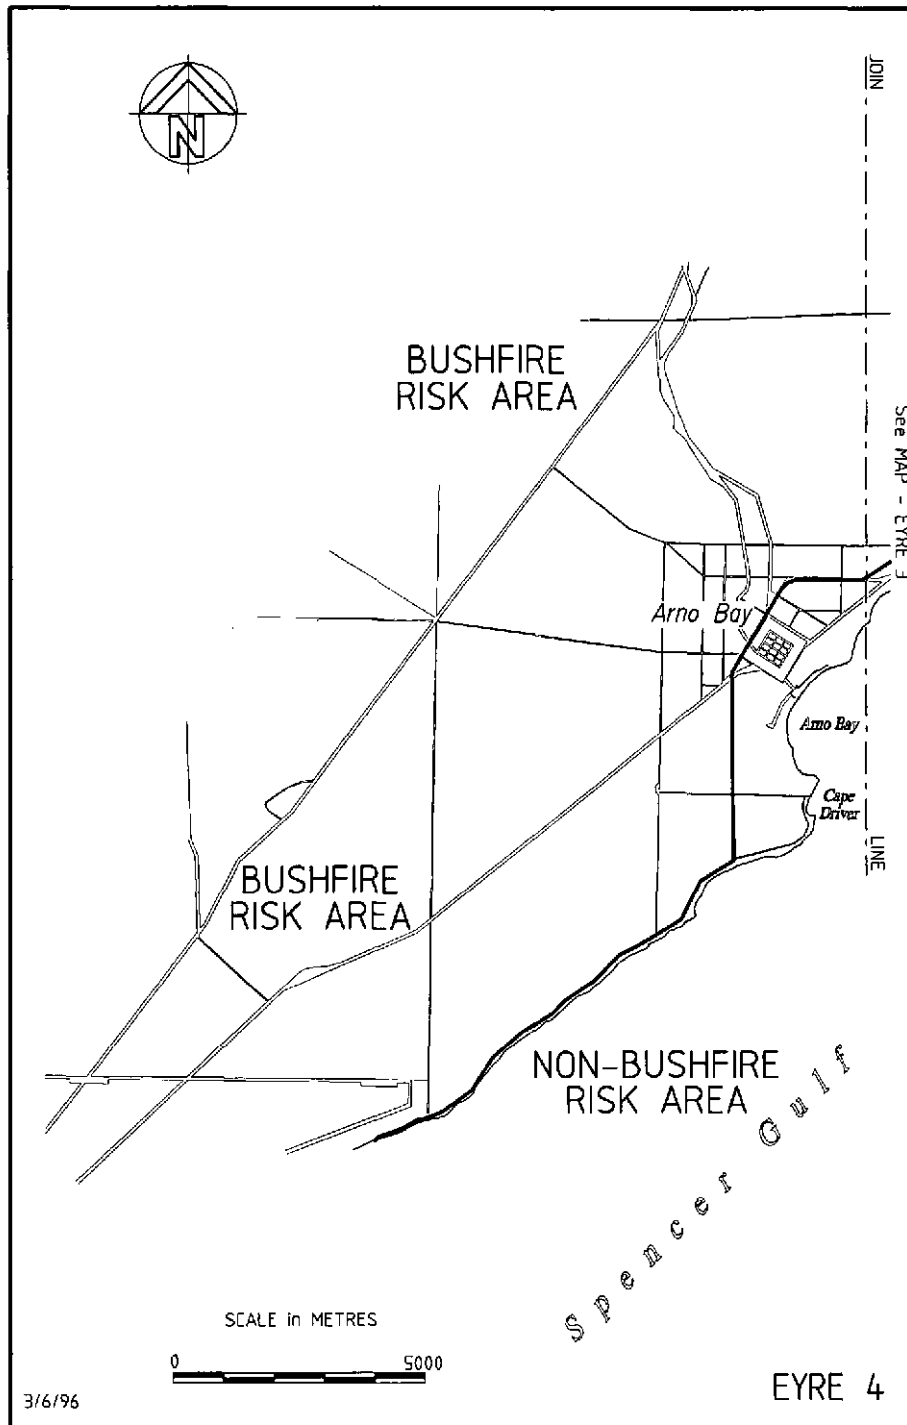 N
JOIN
BUSHFIRE
RISK AREA
See MAP - EYRE 3
Arno Bay
Arno Bay
Cape
Driver
LINE
BUSHFIRE
RISK AREA
NON-BUSHFIRE
RISK AREA
Spencer Gulf
SCALE in METRES
0 5000
3/6/96
EYRE 4